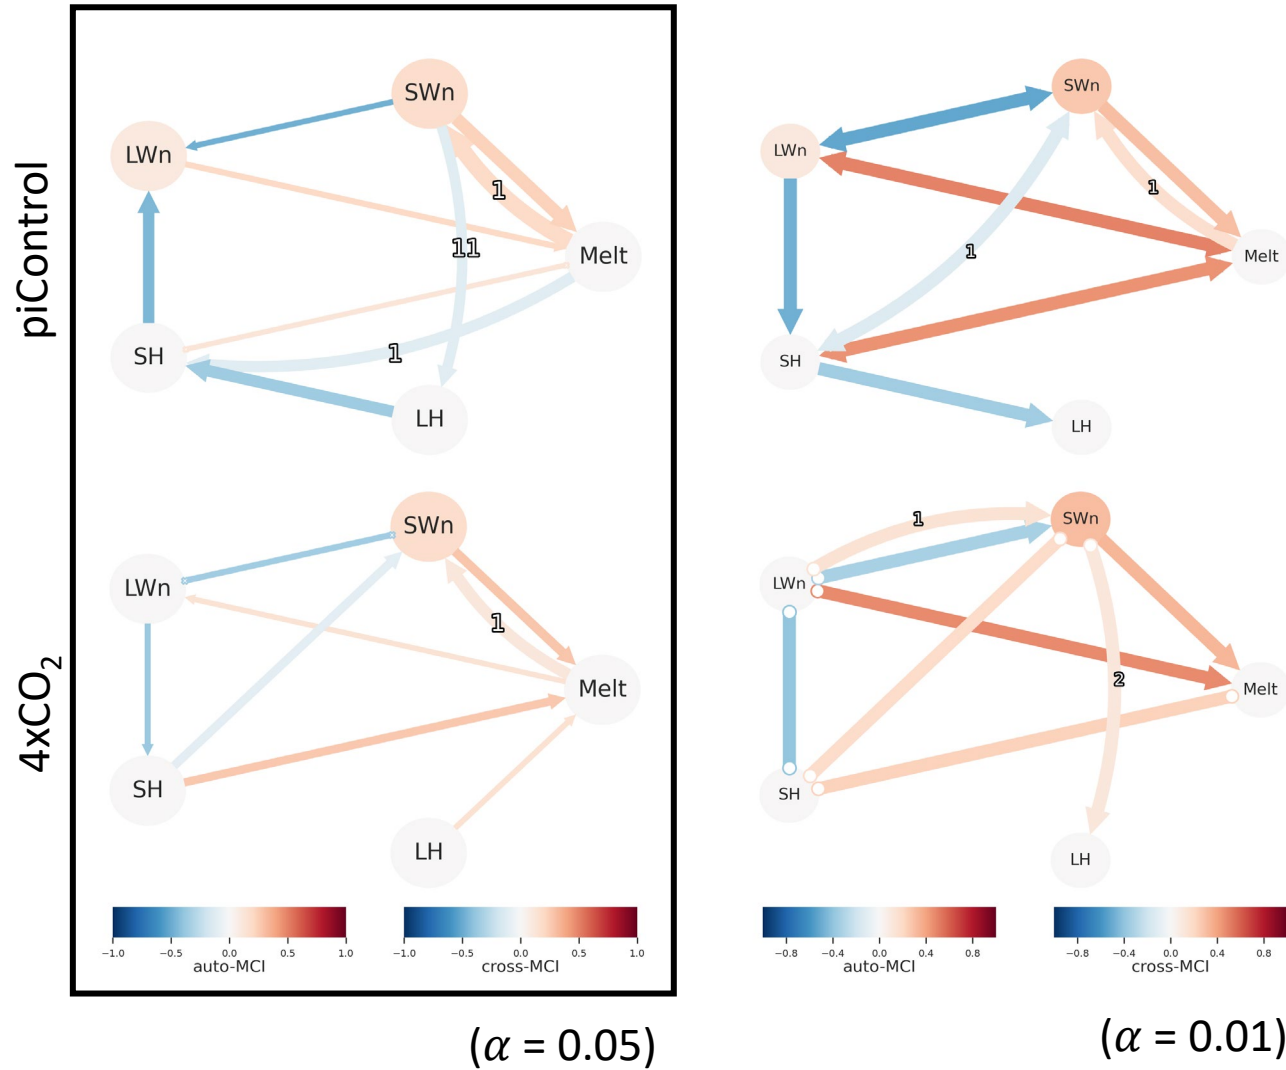 piControl
SWn
LWn
1
11
Melt
1
SH
LH
SWn
LWn
1
1
Melt
SH
LH
4xCO₂
SWn
LWn
1
Melt
SH
LH
1
SWn
LWn
2
Melt
SH
LH
−1.0 −0.5 0.0 0.5 1.0
auto-MCI
−1.0 −0.5 0.0 0.5 1.0
cross-MCI
−0.8 −0.4 0.0 0.4 0.8
auto-MCI
−0.8 −0.4 0.0 0.4 0.8
cross-MCI
(α = 0.05)
(α = 0.01)